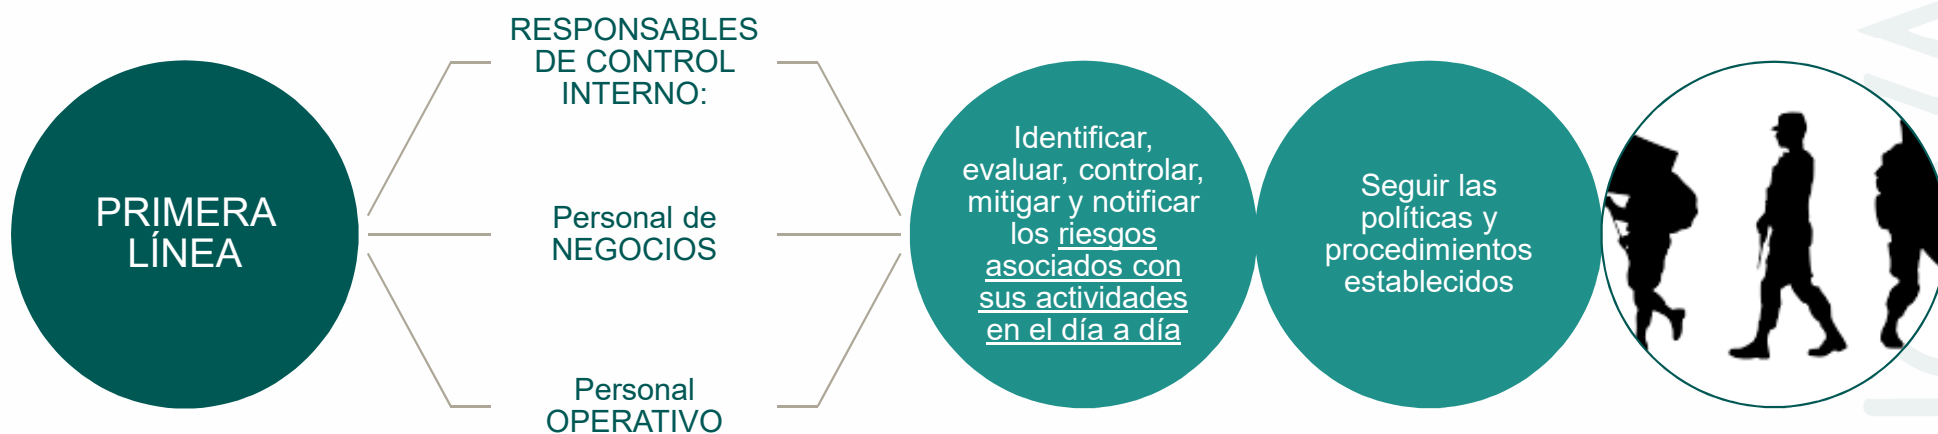 PRIMERA
LÍNEA
RESPONSABLES
DE CONTROL
INTERNO:
Personal de
NEGOCIOS
Personal
OPERATIVO
Identificar,
evaluar, controlar,
mitigar y notificar
los riesgos
asociados con
sus actividades
en el día a día
Seguir las
políticas y
procedimientos
establecidos